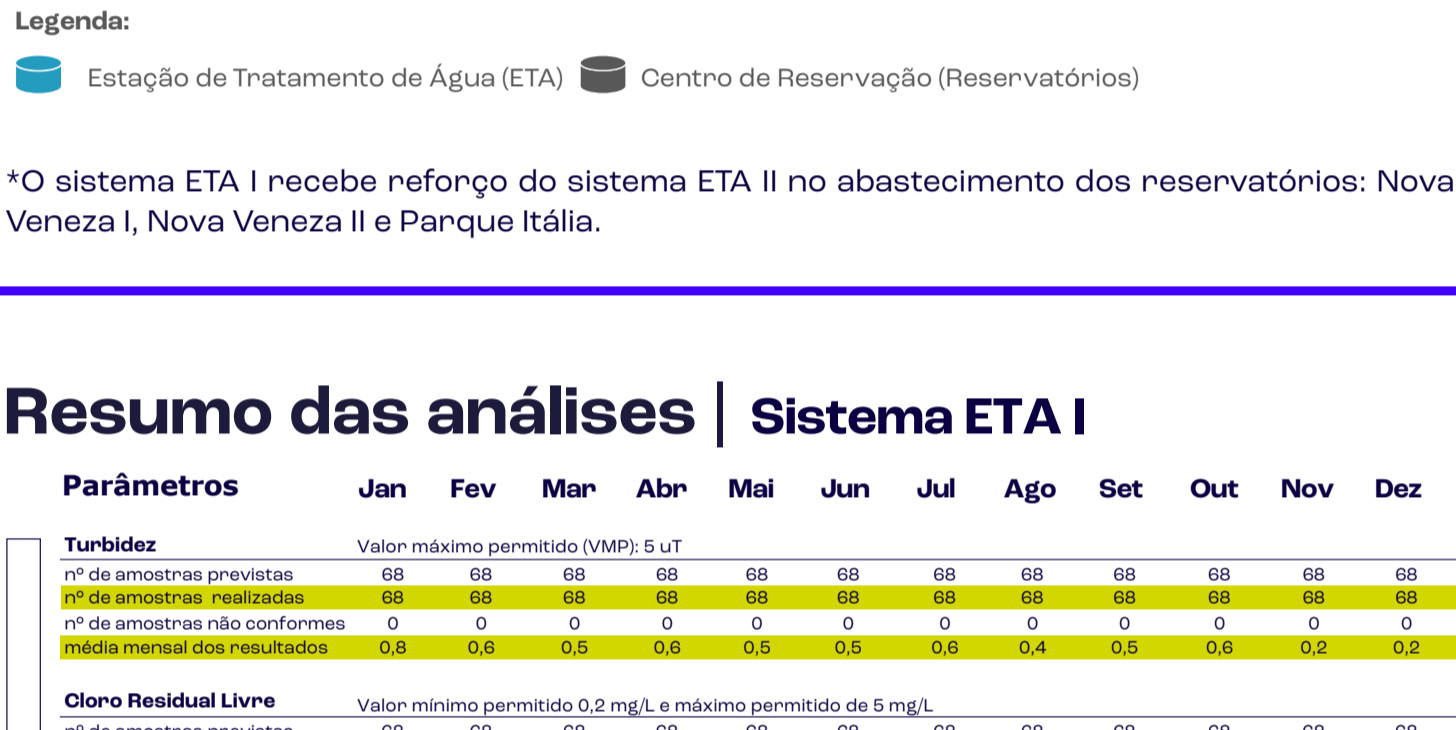 Legenda:
Estação de Tratamento de Água (ETA) Centro de Reservação (Reservatórios)
*O sistema ETA I recebe reforço do sistema ETA II no abastecimento dos reservatórios: Nova
Veneza I, Nova Veneza II e Parque Itália.
Resumo das análises | Sistema ETA I
Parâmetros Jan Fev Mar Abr Mai Jun Jul Ago Set Out Nov Dez
Turbidez Valor máximo permitido (VMP): 5 uT
nº de amostras previstas 68 68 68 68 68 68 68 68 68 68 68 68
nº de amostras realizadas 68 68 68 68 68 68 68 68 68 68 68 68
nº de amostras não conformes 0 0 0 0 0 0 0 0 0 0 0 0
média mensal dos resultados 0,8 0,6 0,5 0,6 0,5 0,5 0,6 0,4 0,5 0,6 0,2 0,2
Cloro Residual Livre Valor mínimo permitido 0,2 mg/L e máximo permitido de 5 mg/L